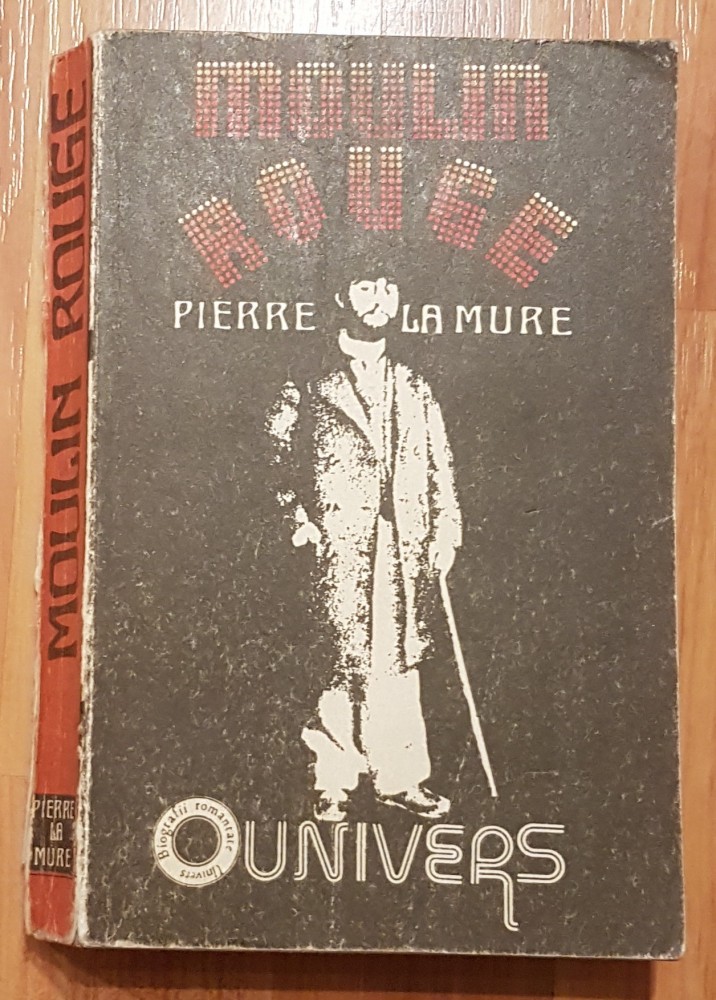 MOULIN
ROUGE
PIERRE LA MURE
Biografii romanțate Univers
UNIVERS
MOULIN ROUGE
PIERRE
LA
MURE